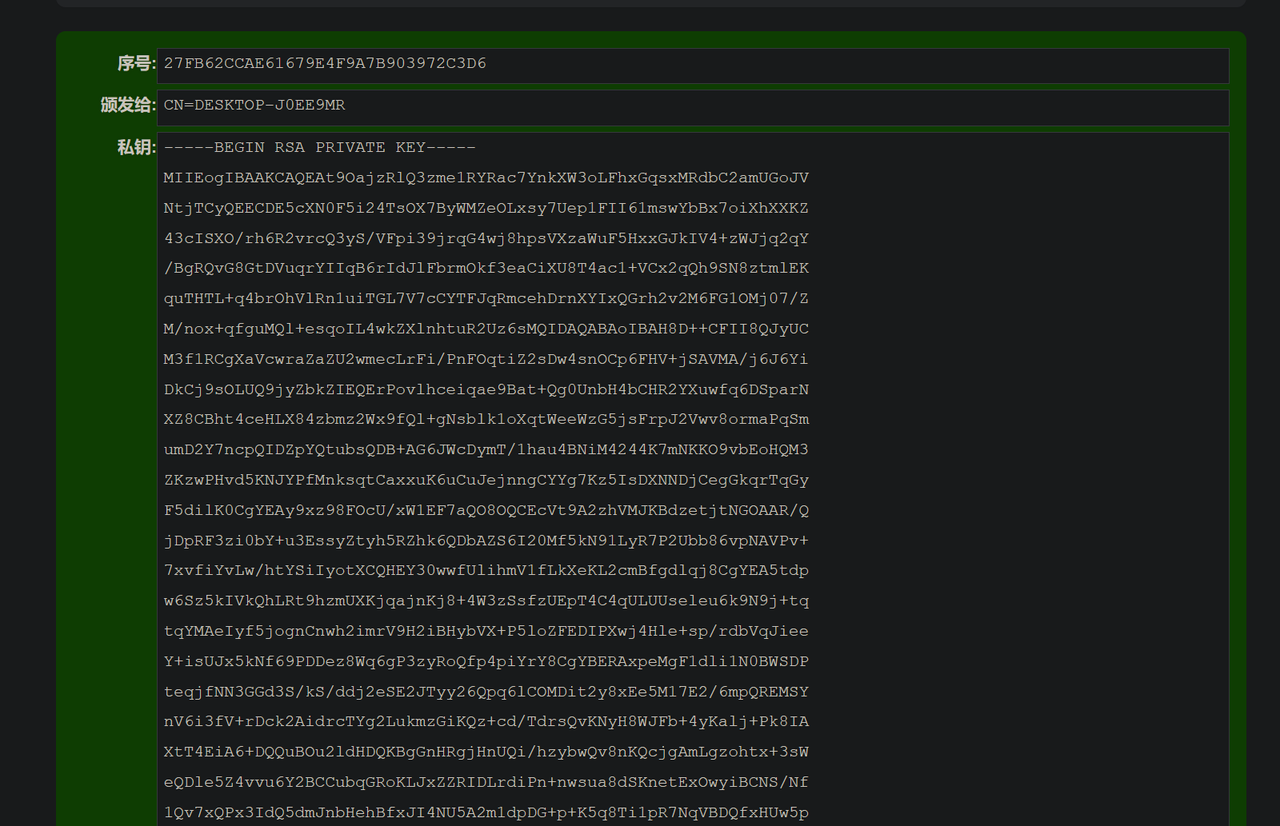 序号: 27FB62CCAE61679E4F9A7B903972C3D6
颁发给: CN=DESKTOP-J0EE9MR
私钥: -----BEGIN RSA PRIVATE KEY-----
MIIEogIBAAKCAQEAt9OajzRlQ3zme1RYRac7YnkXW3oLFhxGqsxMRdbC2amUGoJV
NtjTCyQEECDE5cXN0F5i24TsOX7ByWMZeOLxsy7Uep1FII61mswYbBx7oiXhXXKZ
43cISXO/rh6R2vrcQ3yS/VFpi39jrqG4wj8hpsVXzaWuF5HxxGJkIV4+zWJjq2qY
/BgRQvG8GtDVuqrYIIqB6rIdJlFbrmOkf3eaCiXU8T4ac1+VCx2qQh9SN8ztmlEK
quTHTL+q4brOhVlRn1uiTGL7V7cCYTFJqRmcehDrnXYIxQGrh2v2M6FG1OMj07/Z
M/nox+qfguMQl+esqoIL4wkZXlnhtuR2Uz6sMQIDAQABAoIBAH8D++CFII8QJyUC
M3f1RCgXaVcwraZaZU2wmecLrFi/PnFOqtiZ2sDw4snOCp6FHV+jSAVMA/j6J6Yi
DkCj9sOLUQ9jyZbkZIEQErPovlhceiqae9Bat+Qg0UnbH4bCHR2YXuwfq6DSparN
XZ8CBht4ceHLX84zbmz2Wx9fQl+gNsblk1oXqtWeeWzG5jsFrpJ2Vwv8ormaPqSm
umD2Y7ncpQIDZpYQtubsQDB+AG6JWcDymT/1hau4BNiM4244K7mNKKO9vbEoHQM3
ZKzwPHvd5KNJYPfMnksqtCaxxuK6uCuJejnngCYYg7Kz5IsDXNNDjCegGkqrTqGy
F5dilK0CgYEAy9xz98FOcU/xW1EF7aQO8OQCEcVt9A2zhVMJKBdzetjtNGOAAR/Q
jDpRF3zi0bY+u3EssyZtyh5RZhk6QDbAZS6I20Mf5kN91LyR7P2Ubb86vpNAVPv+
7xvfiYvLw/htYSiIyotXCQHEY30wwfUlihmV1fLkXeKL2cmBfgdlqj8CgYEA5tdp
w6Sz5kIVkQhLRt9hzmUXKjqajnKj8+4W3zSsfzUEpT4C4qULUUseleu6k9N9j+tq
tqYMAeIyf5jognCnwh2imrV9H2iBHybVX+P5loZFEDIPXwj4Hle+sp/rdbVqJiee
Y+isUJx5kNf69PDDez8Wq6gP3zyRoQfp4piYrY8CgYBERAxpeMgF1dli1N0BWSDP
teqjfNN3GGd3S/kS/ddj2eSE2JTyy26Qpq6lCOMDit2y8xEe5M17E2/6mpQREMSY
nV6i3fV+rDck2AidrcTYg2LukmzGiKQz+cd/TdrsQvKNyH8WJFb+4yKalj+Pk8IA
XtT4EiA6+DQQuBOu2ldHDQKBgGnHRgjHnUQi/hzybwQv8nKQcjgAmLgzohtx+3sW
eQDle5Z4vvu6Y2BCCubqGRoKLJxZZRIDLrdiPn+nwsua8dSKnetExOwyiBCNS/Nf
1Qv7xQPx3IdQ5dmJnbHehBfxJI4NU5A2m1dpDG+p+K5q8Ti1pR7NqVBDQfxHUw5p